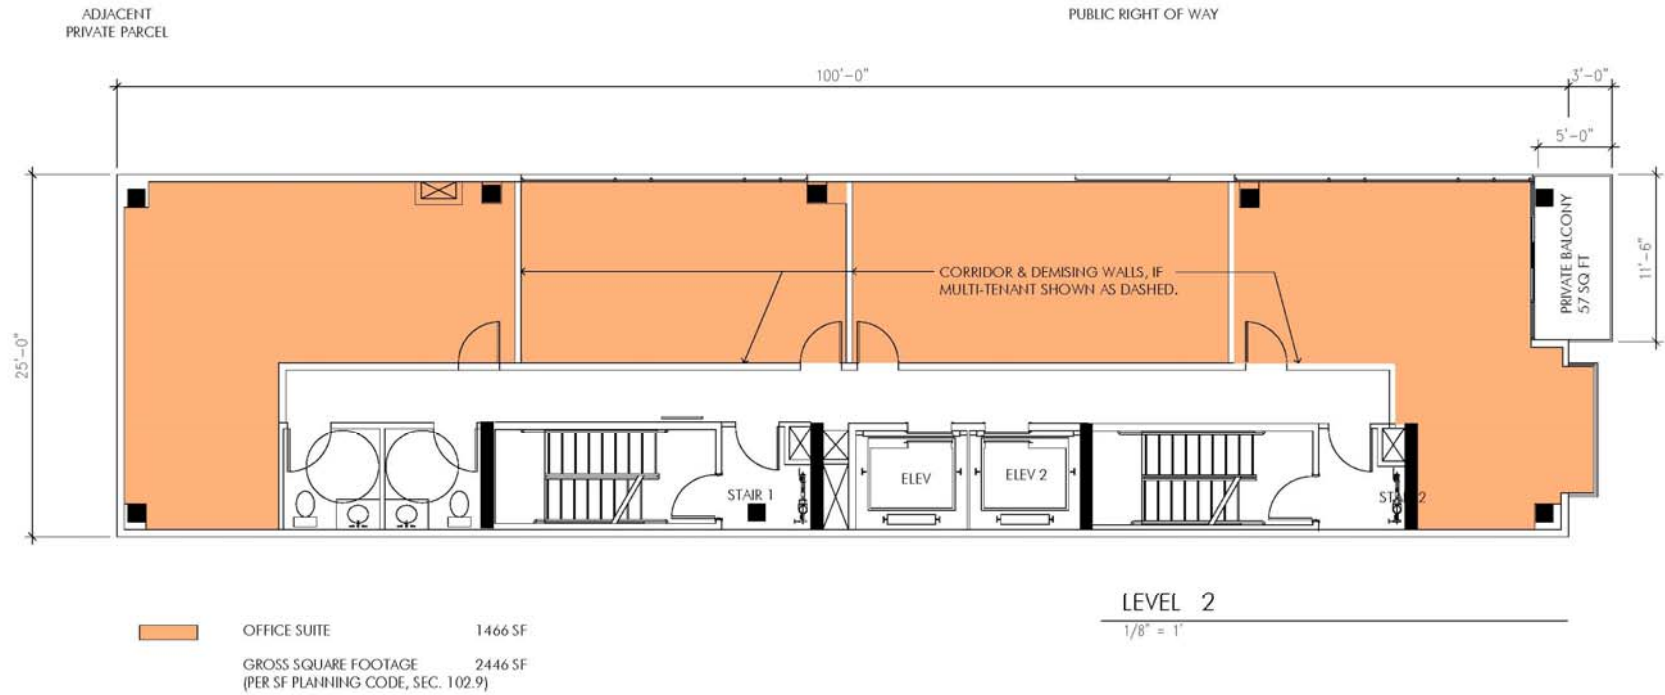 ADJACENT
PRIVATE PARCEL
PUBLIC RIGHT OF WAY
100'-0"
3'-0"
5'-0"
PRIVATE BALCONY
57 SQ FT
11'-6"
25'-0"
CORRIDOR & DEMISING WALLS, IF
MULTI-TENANT SHOWN AS DASHED.
ELEV
ELEV 2
STAIR 1
2
LEVEL 2
1/8" = 1'
OFFICE SUITE 1466 SF
GROSS SQUARE FOOTAGE 2446 SF
(PER SF PLANNING CODE, SEC. 102.9)